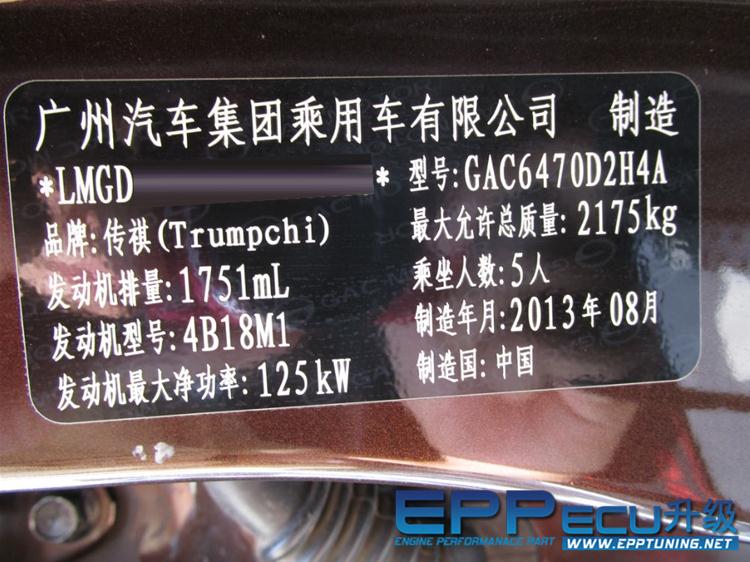 广州汽车集团乘用车有限公司 制造
*LMGD * 型号:GAC6470D2H4A
品牌:传祺(Trumpchi) 最大允许总质量:2175kg
发动机排量:1751mL 乘坐人数:5人
发动机型号:4B18M1 制造年月:2013年08月
发动机最大净功率:125kW 制造国:中国
EPPECU升级
ENGINE PERFORMANACE PART WWW.EPPTUNING.NET